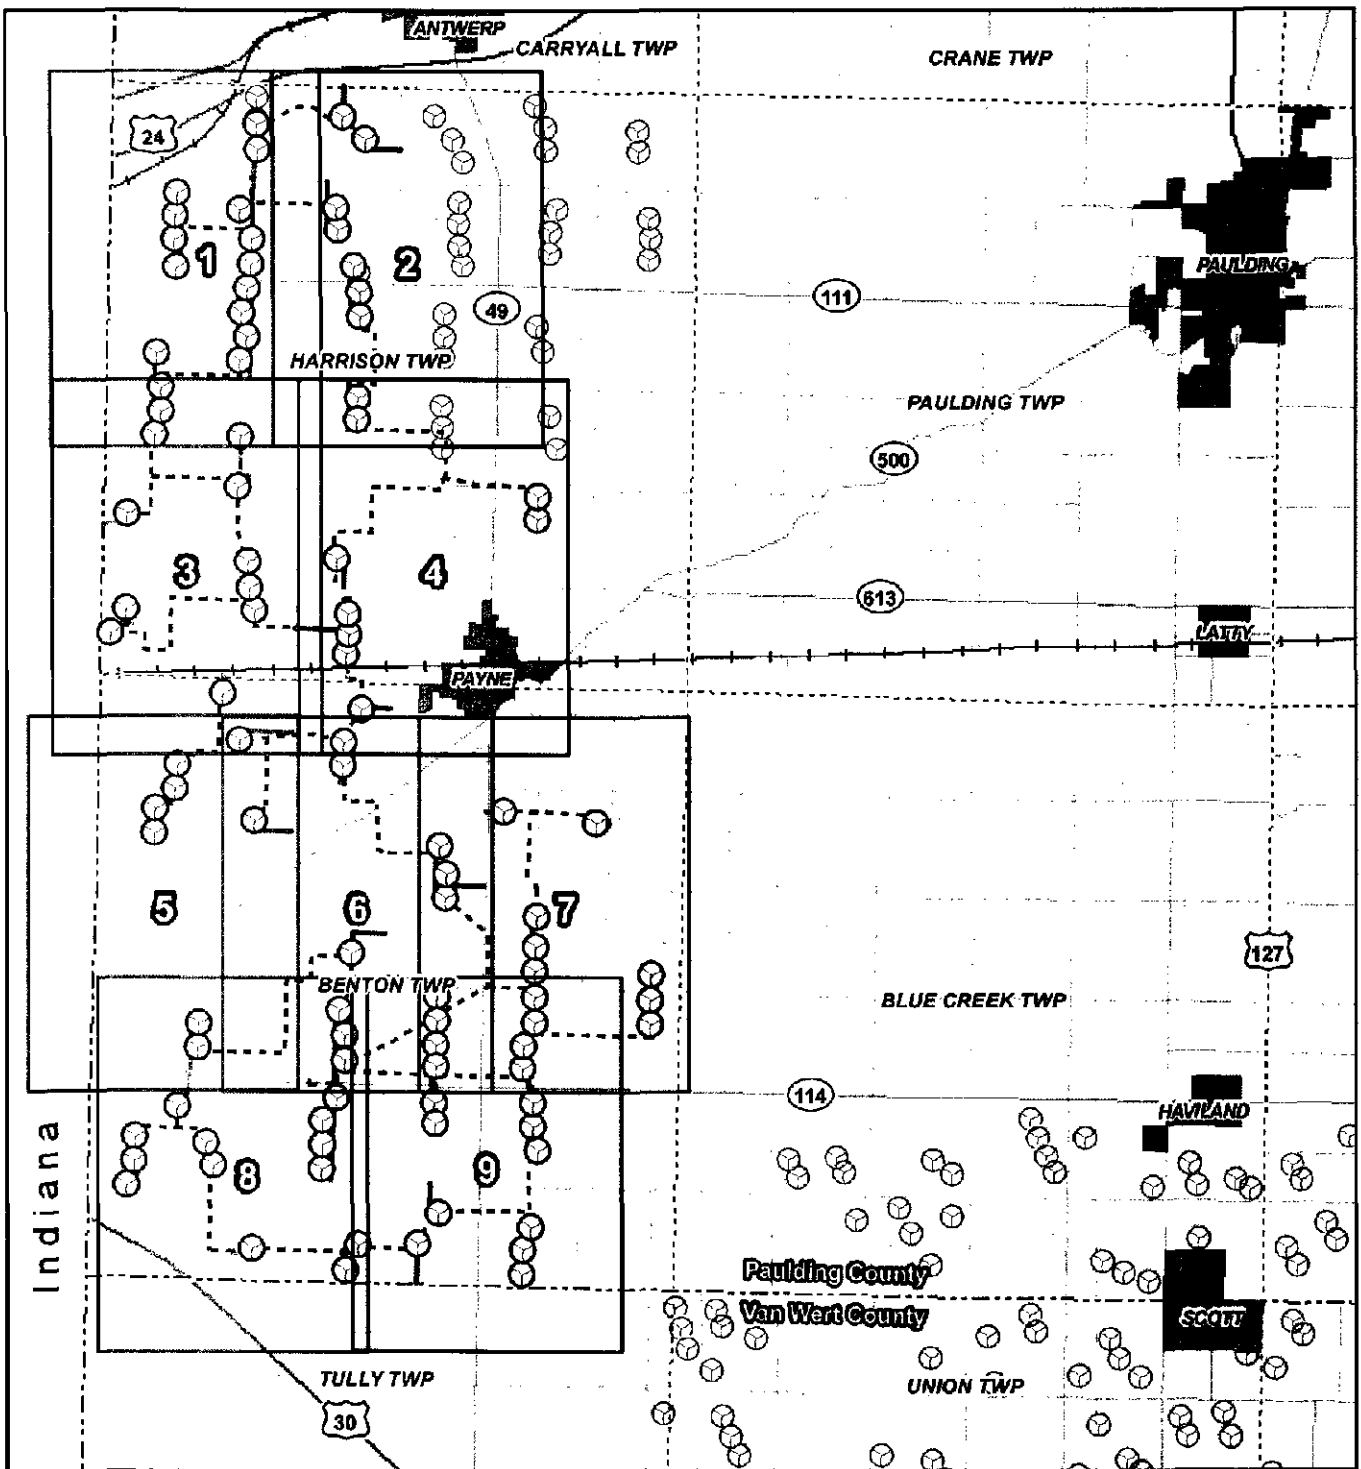 ANTWERP
CARRYALL TWP
CRANE TWP
24
PAULDING
1
2
49
111
HARRISON TWP
PAULDING TWP
500
3
4
613
LATTY
PAYNE
5
6
7
127
BENTON TWP
BLUE CREEK TWP
114
HAVILAND
Indiana
8
9
Paulding County
Van Wert County
SCOTT
TULLY TWP
UNION TWP
30